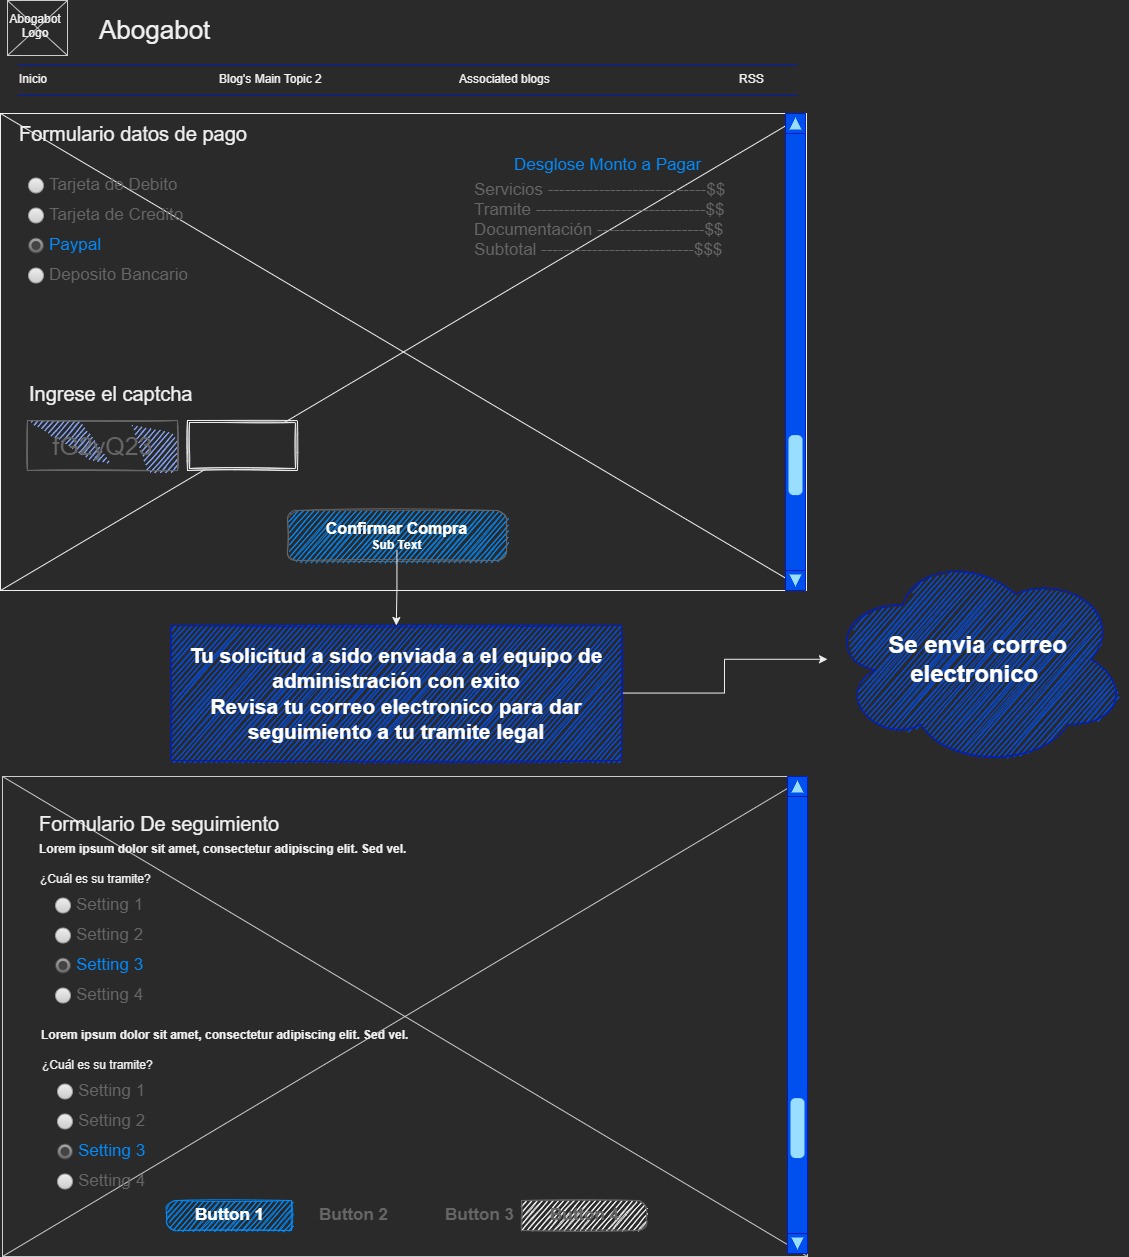 Abogabot
Logo
Abogabot
Inicio
Blog's Main Topic 2
Associated blogs
RSS
Formulario datos de pago
Tarjeta de Debito
Tarjeta de Credito
Paypal
Deposito Bancario
Desglose Monto a Pagar
Servicios ----------------------------$$
Tramite ------------------------------$$
Documentación -------------------$$
Subtotal ---------------------------$$$
Ingrese el captcha
Confirmar Compra
Sub Text
Tu solicitud a sido enviada a el equipo de
administración con exito
Revisa tu correo electronico para dar
seguimiento a tu tramite legal
Se envia correo
electronico
Formulario De seguimiento
Lorem ipsum dolor sit amet, consectetur adipiscing elit. Sed vel.
¿Cuál es su tramite?
Setting 1
Setting 2
Setting 3
Setting 4
Lorem ipsum dolor sit amet, consectetur adipiscing elit. Sed vel.
¿Cuál es su tramite?
Setting 1
Setting 2
Setting 3
Setting 4
Button 1
Button 2
Button 3